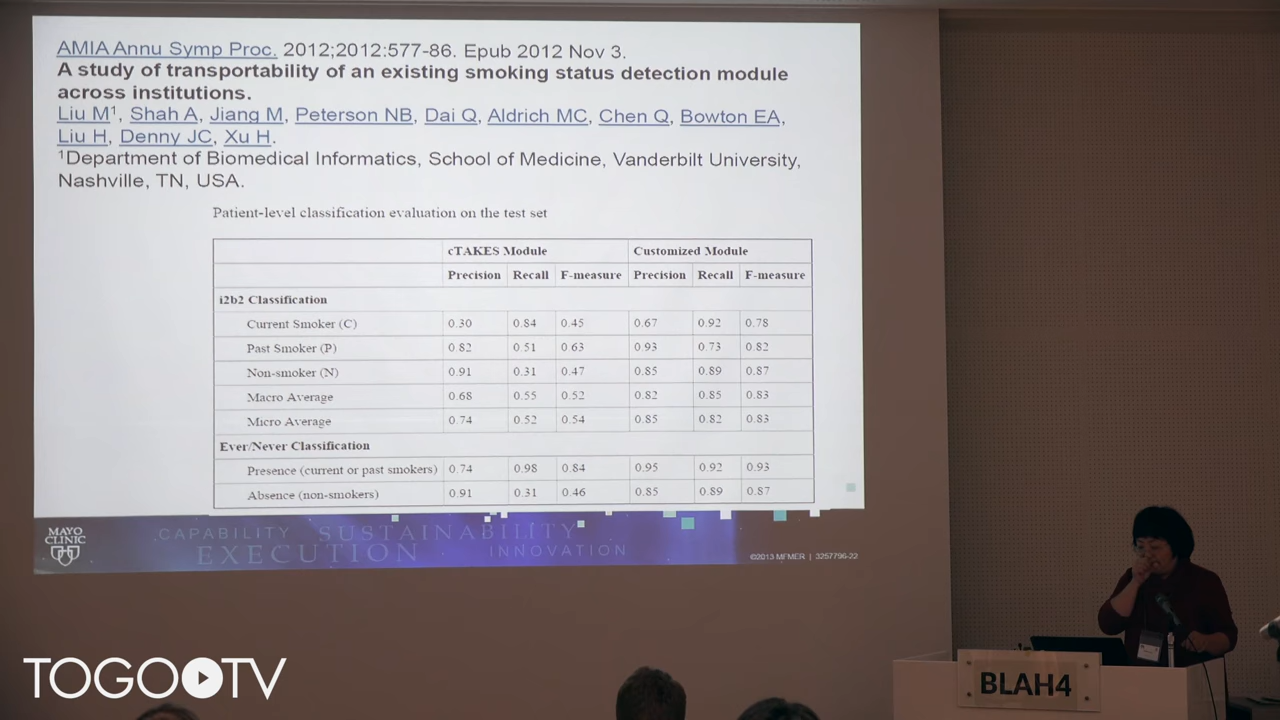 AMIA Annu Symp Proc. 2012;2012:577-86. Epub 2012 Nov 3.
A study of transportability of an existing smoking status detection module
across institutions.
Liu M1, Shah A, Jiang M, Peterson NB, Dai Q, Aldrich MC, Chen Q, Bowton EA,
Liu H, Denny JC, Xu H.
1Department of Biomedical Informatics, School of Medicine, Vanderbilt University,
Nashville, TN, USA.
Patient-level classification evaluation on the test set
cTAKES Module Customized Module
Precision Recall F-measure Precision Recall F-measure
i2b2 Classification
Current Smoker (C) 0.30 0.84 0.45 0.67 0.92 0.78
Past Smoker (P) 0.82 0.51 0.63 0.93 0.73 0.82
Non-smoker (N) 0.91 0.31 0.47 0.85 0.89 0.87
Macro Average 0.68 0.55 0.52 0.82 0.85 0.83
Micro Average 0.74 0.52 0.54 0.85 0.82 0.83
Ever/Never Classification
Presence (current or past smokers) 0.74 0.98 0.84 0.95 0.92 0.93
Absence (non-smokers) 0.91 0.31 0.46 0.85 0.89 0.87
MAYO
CLINIC
CAPABILITY SUSTAINABILITY
EXECUTION INNOVATION
©2013 MFMER | 3257796-22
TOGO TV
BLAH4